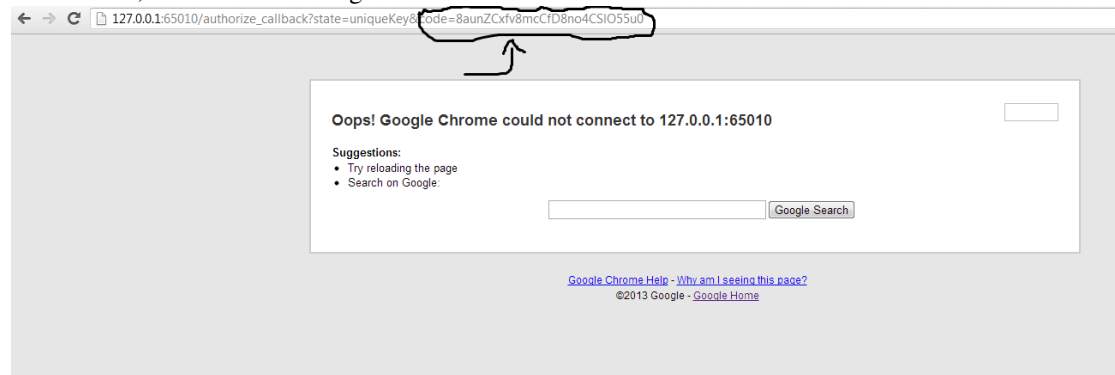 127.0.0.1:65010/authorize_callback?state=uniqueKey&code=8aunZCxfv8mcCfD8no4CSlO55u0
Oops! Google Chrome could not connect to 127.0.0.1:65010
Suggestions:
• Try reloading the page
• Search on Google:
Google Search
Google Chrome Help - Why am I seeing this page?
©2013 Google - Google Home